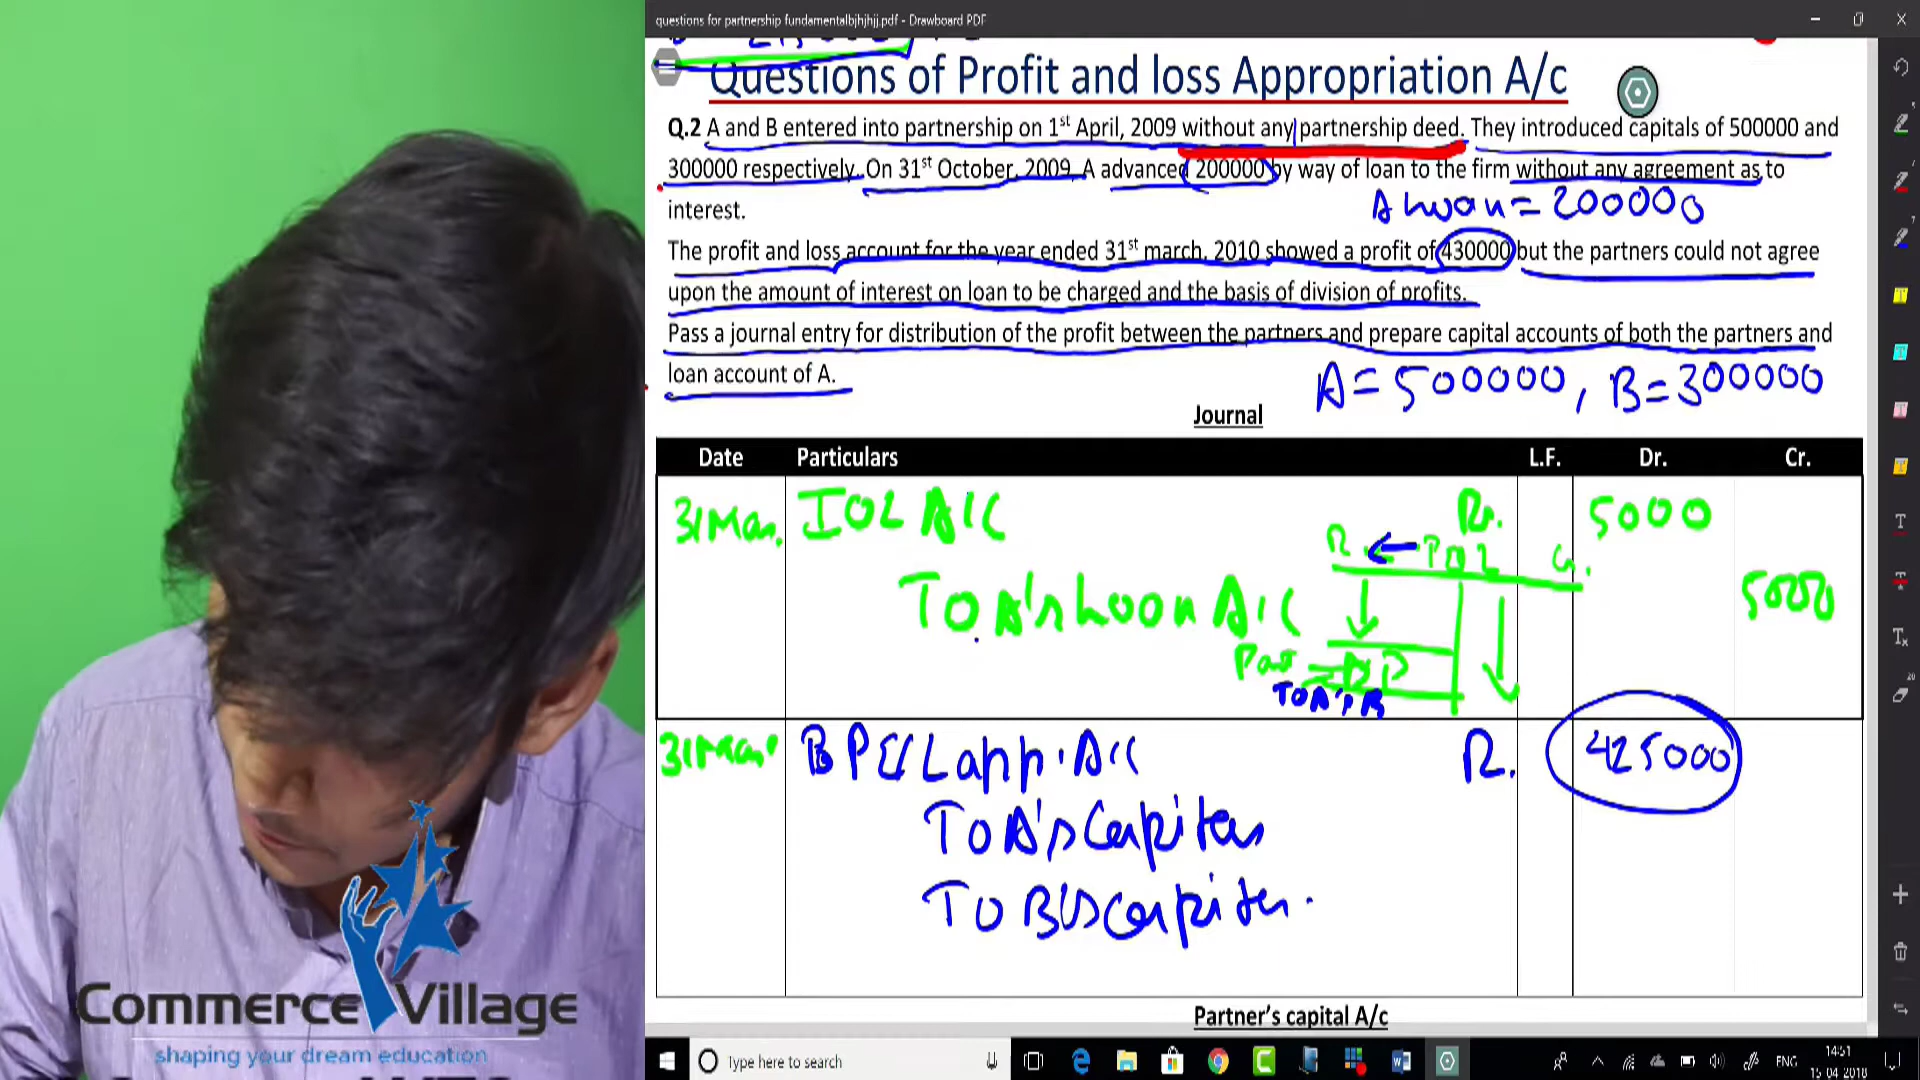 questions for partnership fundamentalbjhjhjj.pdf - Drawboard PDF
Questions of Profit and loss Appropriation A/c
Q.2 A and B entered into partnership on 1st April, 2009 without any partnership deed. They introduced capitals of 500000 and
300000 respectively. On 31st October, 2009, A advanced 200000 by way of loan to the firm without any agreement as to
interest.
A Loan = 200000
The profit and loss account for the year ended 31st march, 2010 showed a profit of 430000 but the partners could not agree
upon the amount of interest on loan to be charged and the basis of division of profits.
Pass a journal entry for distribution of the profit between the partners and prepare capital accounts of both the partners and
loan account of A.
A = 500000, B = 300000
Journal
Date Particulars L.F. Dr. Cr.
31 Mar. IOL A/C Dr. 5000
To A's Loan A/C 5000
31 Mar. P&L app. A/C 425000
To A's Capital
To B's Capital.
Partner's capital A/c
Commerce Village
shaping your dream education
Type here to search
ENG
14:51
15-04-2018